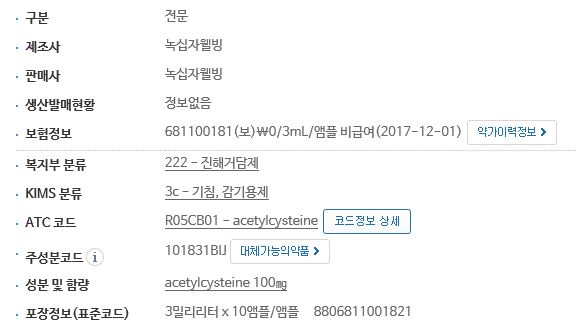 구분 전문
제조사 녹십자웰빙
판매사 녹십자웰빙
생산발매현황 정보없음
보험정보 681100181(보)₩0/3mL/앰플 비급여(2017-12-01) 약가이력정보
복지부 분류 222 - 진해거담제
KIMS 분류 3c - 기침, 감기용제
ATC 코드 R05CB01 - acetylcysteine 코드정보 상세
주성분코드 i 101831BIJ 대체가능의약품
성분 및 함량 acetylcysteine 100㎎
포장정보(표준코드) 3밀리리터 x 10앰플/앰플 8806811001821